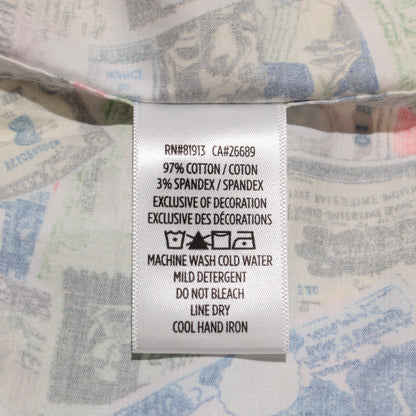 RN#81913 CA#26689
97% COTTON / COTON
3% SPANDEX / SPANDEX
EXCLUSIVE OF DECORATION
EXCLUSIVE DES DÉCORATIONS
MACHINE WASH COLD WATER
MILD DETERGENT
DO NOT BLEACH
LINE DRY
COOL HAND IRON